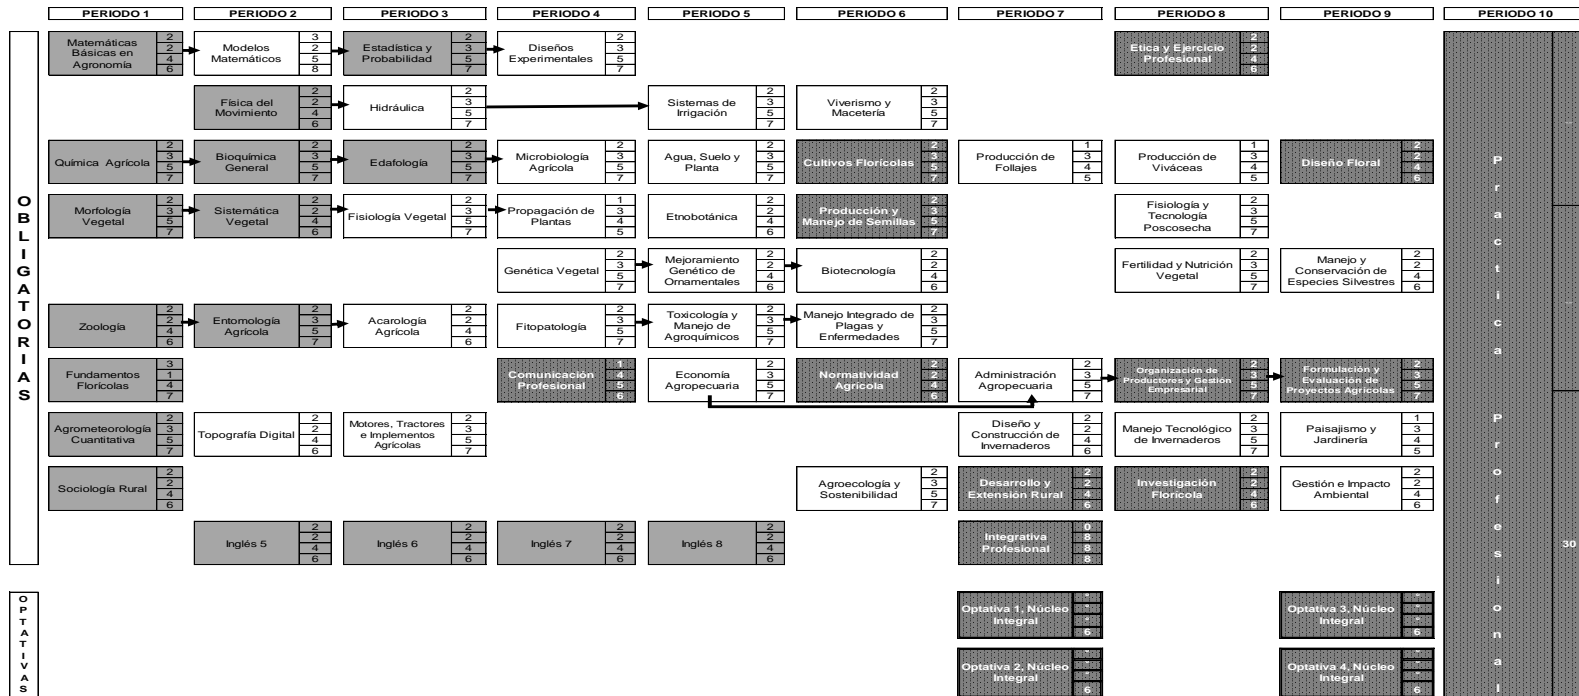 PERIODO 1 PERIODO 2 PERIODO 3 PERIODO 4 PERIODO 5 PERIODO 6 PERIODO 7 PERIODO 8 PERIODO 9 PERIODO 10
OBLIGATORIAS
Matemáticas Básicas en Agronomía 2 2 4 6
Modelos Matemáticos 3 2 5 8
Estadística y Probabilidad 2 3 5 7
Diseños Experimentales 2 3 5 7
Etica y Ejercicio Profesional 2 2 4 6
Física del Movimiento 2 2 4 6
Hidráulica 2 3 5 7
Sistemas de Irrigación 2 3 5 7
Viverismo y Macetería 2 3 5 7
Química Agrícola 2 3 5 7
Bioquímica General 2 3 5 7
Edafología 2 3 5 7
Microbiología Agrícola 2 3 5 7
Agua, Suelo y Planta 2 3 5 7
Cultivos Florícolas 2 3 5 7
Producción de Follajes 1 3 4 5
Producción de Viváceas 1 3 4 5
Diseño Floral 2 2 4 6
Morfología Vegetal 2 3 5 7
Sistemática Vegetal 2 2 4 6
Fisiología Vegetal 2 3 5 7
Propagación de Plantas 1 3 4 5
Etnobotánica 2 2 4 6
Producción y Manejo de Semillas 2 3 5 7
Fisiología y Tecnología Poscosecha 2 3 5 7
Genética Vegetal 2 3 5 7
Mejoramiento Genético de Ornamentales 2 2 4 6
Biotecnología 2 2 4 6
Fertilidad y Nutrición Vegetal 2 3 5 7
Manejo y Conservación de Especies Silvestres 2 2 4 6
Zoología 2 2 4 6
Entomología Agrícola 2 3 5 7
Acarología Agrícola 2 2 4 6
Fitopatología 2 3 5 7
Toxicología y Manejo de Agroquímicos 2 3 5 7
Manejo Integrado de Plagas y Enfermedades 2 3 5 7
Fundamentos Florícolas 3 1 4 7
Comunicación Profesional 1 4 5 6
Economía Agropecuaria 2 3 5 7
Normatividad Agrícola 2 2 4 6
Administración Agropecuaria 2 3 5 7
Organización de Productores y Gestión Empresarial 2 3 5 7
Formulación y Evaluación de Proyectos Agrícolas 2 3 5 7
Agrometeorología Cuantitativa 2 3 5 7
Topografía Digital 2 2 4 6
Motores, Tractores e Implementos Agrícolas 2 3 5 7
Diseño y Construcción de Invernaderos 2 2 4 6
Manejo Tecnológico de Invernaderos 2 3 5 7
Paisajismo y Jardinería 1 3 4 5
Sociología Rural 2 2 4 6
Agroecología y Sostenibilidad 2 3 5 7
Desarrollo y Extensión Rural 2 2 4 6
Investigación Florícola 2 2 4 6
Gestión e Impacto Ambiental 2 2 4 6
Inglés 5 2 2 4 6
Inglés 6 2 2 4 6
Inglés 7 2 2 4 6
Inglés 8 2 2 4 6
Integrativa Profesional 0 8 8 8
Practica Profesional
30
OPTATIVAS
Optativa 1, Núcleo Integral 6
Optativa 3, Núcleo Integral 6
Optativa 2, Núcleo Integral 6
Optativa 4, Núcleo Integral 6